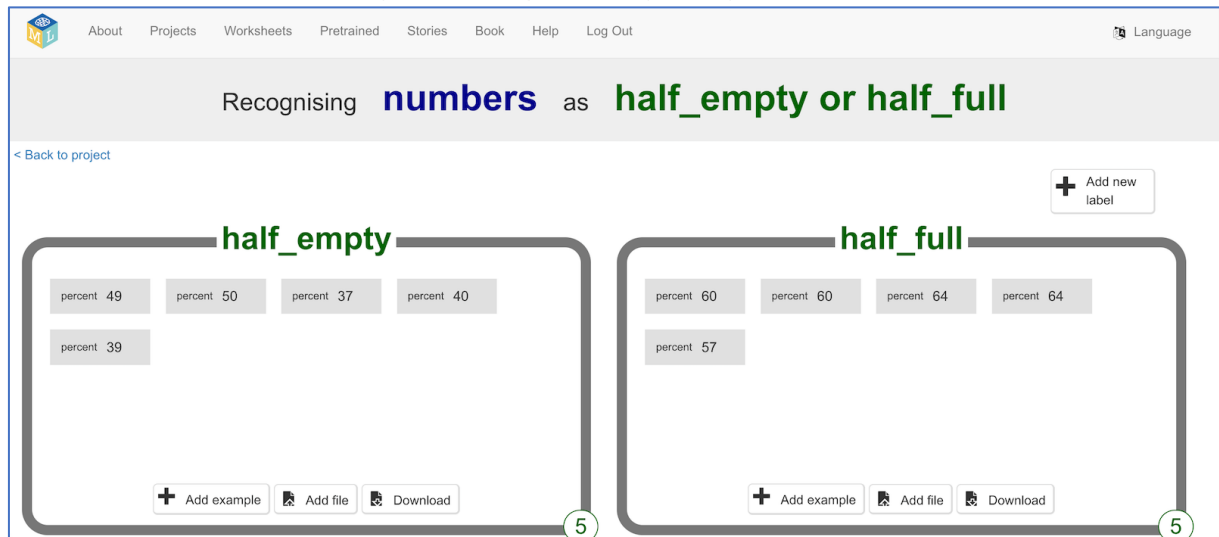 ML
About Projects Worksheets Pretrained Stories Book Help Log Out Language
Recognising numbers as half_empty or half_full
< Back to project
Add new
label
half_empty
percent 49 percent 50 percent 37 percent 40
percent 39
Add example Add file Download
5
half_full
percent 60 percent 60 percent 64 percent 64
percent 57
Add example Add file Download
5